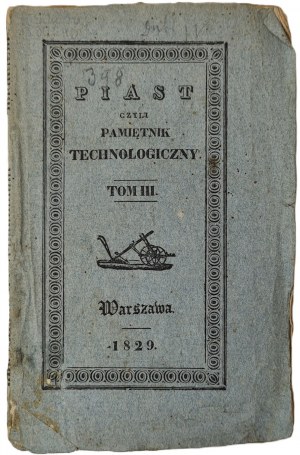 398
PIAST
CZYLI
PAMIĘTNIK
TECHNOLOGICZNY.
TOM III.
Warszawa.
1829.